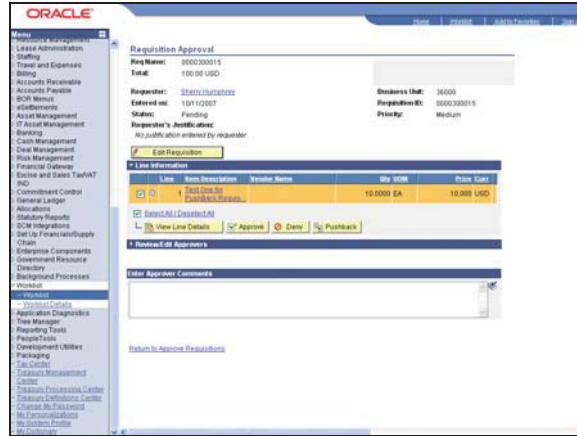 ORACLE
Home
Worklist
Add to Favorites
Sign
Menu
Resource Management
Lease Administration
Staffing
Travel and Expenses
Billing
Accounts Receivable
Accounts Payable
BOR Menus
eSettlements
Asset Management
IT Asset Management
Banking
Cash Management
Deal Management
Risk Management
Financial Gateway
Excise and Sales Tax/VAT
IND
Commitment Control
General Ledger
Allocations
Statutory Reports
SCM Integrations
Set Up Financials/Supply
Chain
Enterprise Components
Government Resource
Directory
Background Processes
Worklist
- Worklist
- Worklist Details
Application Diagnostics
Tree Manager
Reporting Tools
PeopleTools
Development Utilities
Packaging
Tax Center
Treasury Management
Center
Treasury Processing Center
Treasury Definitions Center
Change My Password
My Personalizations
My System Profile
My Dictionary
Requisition Approval
Req Name: 0000300015
Total: 100.00 USD
Requester: Sherry Humphrey Business Unit: 36000
Entered on: 10/11/2007 Requisition ID: 0000300015
Status: Pending Priority: Medium
Requester's Justification:
No justification entered by requester.
Edit Requisition
Line Information
Line Item Description Vendor Name Qty UOM Price Curr
1 Test One for 10.0000 EA 10.000 USD
PushBack Requis...
Select All / Deselect All
View Line Details Approve Deny Pushback
Review/Edit Approvers
Enter Approver Comments
Return to Approve Requisitions